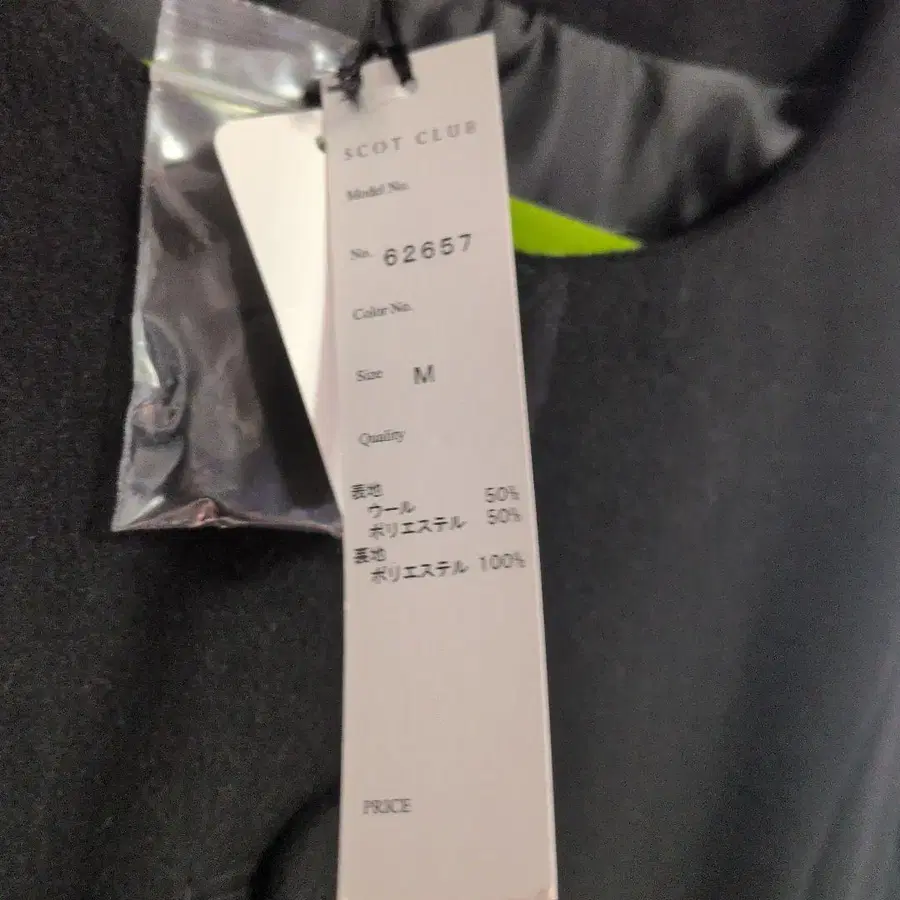 SCOT CLUB
Model No.
No. 62657
Color No.
Size M
Quality
表地
ウール 50%
ポリエステル 50%
裏地
ポリエステル 100%
PRICE